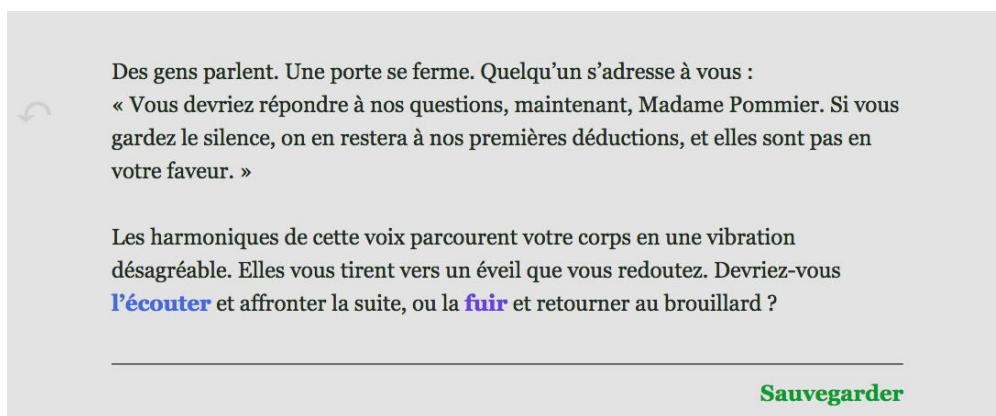 Des gens parlent. Une porte se ferme. Quelqu’un s’adresse à vous :
« Vous devriez répondre à nos questions, maintenant, Madame Pommier. Si vous
gardez le silence, on en restera à nos premières déductions, et elles sont pas en
votre faveur. »
Les harmoniques de cette voix parcourent votre corps en une vibration
désagréable. Elles vous tirent vers un éveil que vous redoutez. Devriez-vous
l’écouter et affronter la suite, ou la fuir et retourner au brouillard ?
Sauvegarder